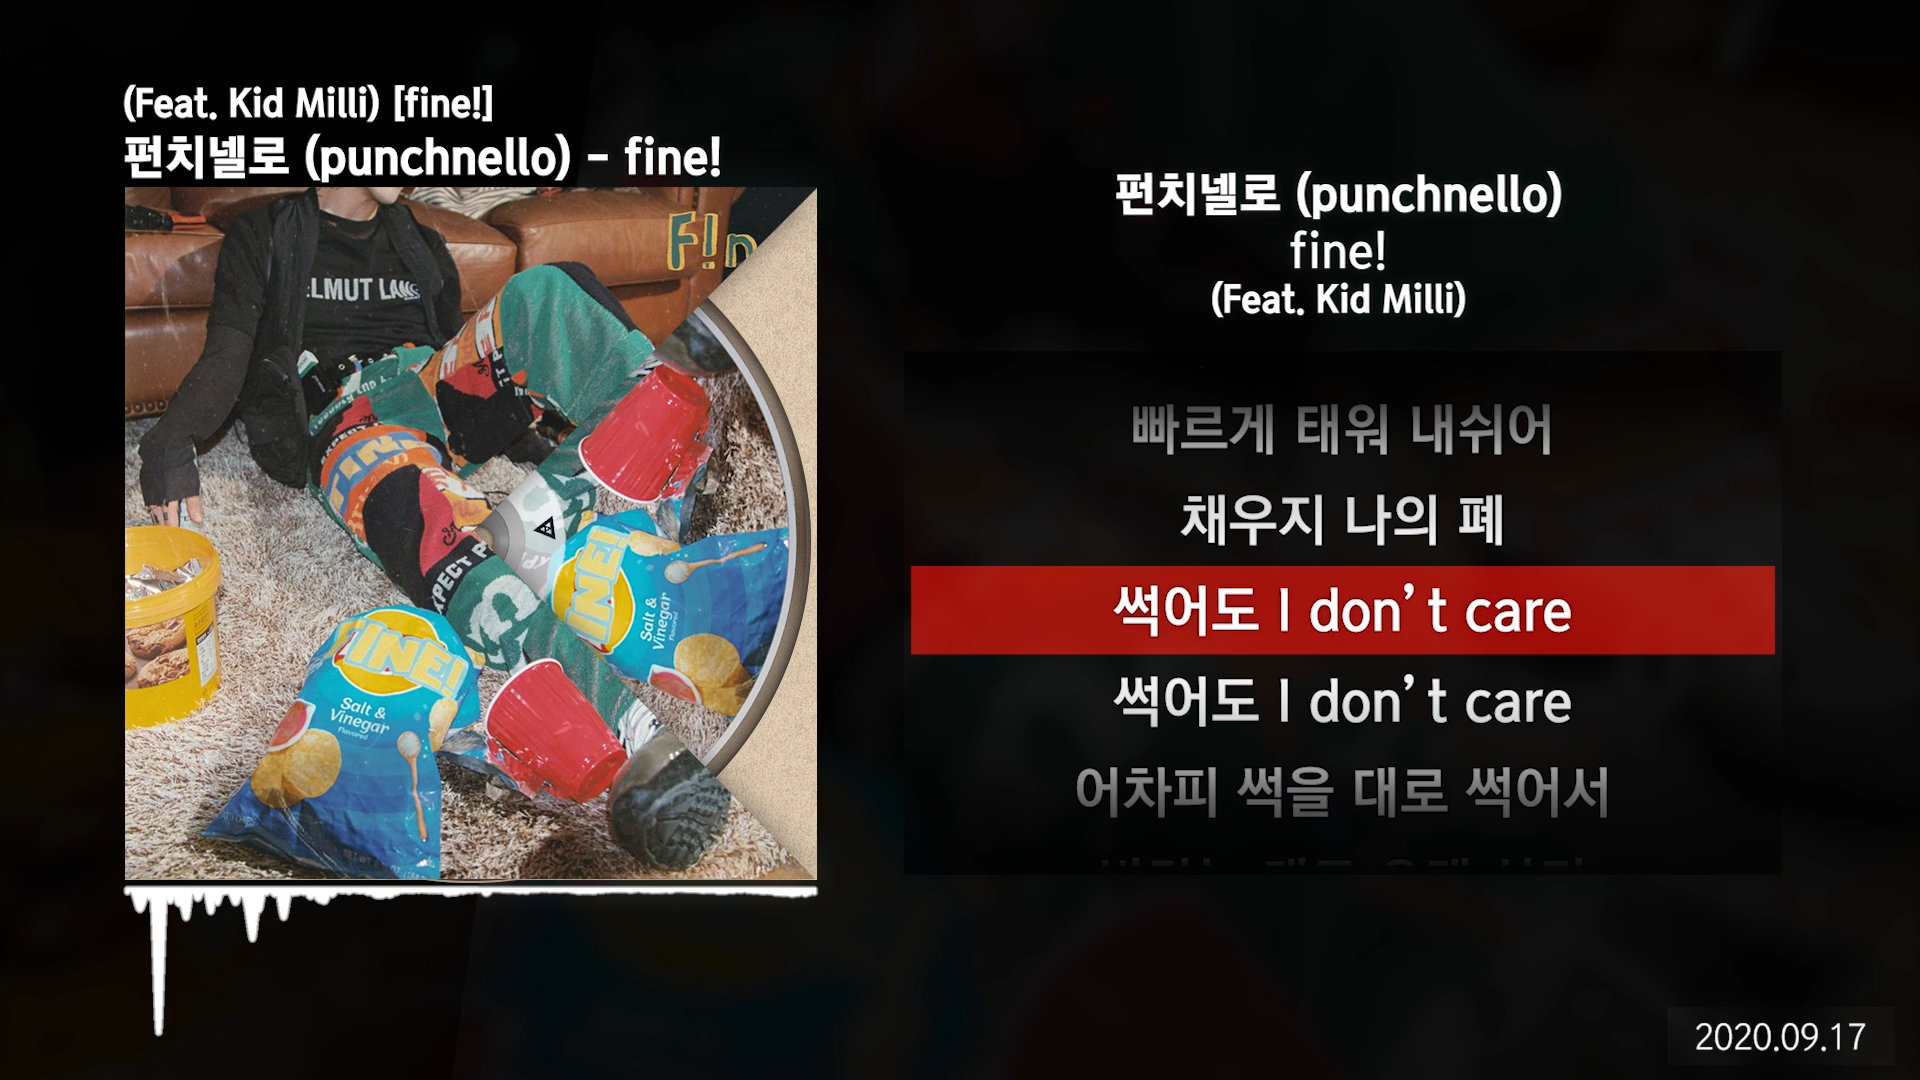 (Feat. Kid Milli) [fine!]
펀치넬로 (punchnello) - fine!
F!n
ELMUT LANG
FINE!
Salt &
Vinegar
Flavored
FINE!
Salt &
Vinegar
Flavored
펀치넬로 (punchnello)
fine!
(Feat. Kid Milli)
빠르게 태워 내쉬어
채우지 나의 폐
썩어도 I don't care
썩어도 I don't care
어차피 썩을 대로 썩어서
2020.09.17